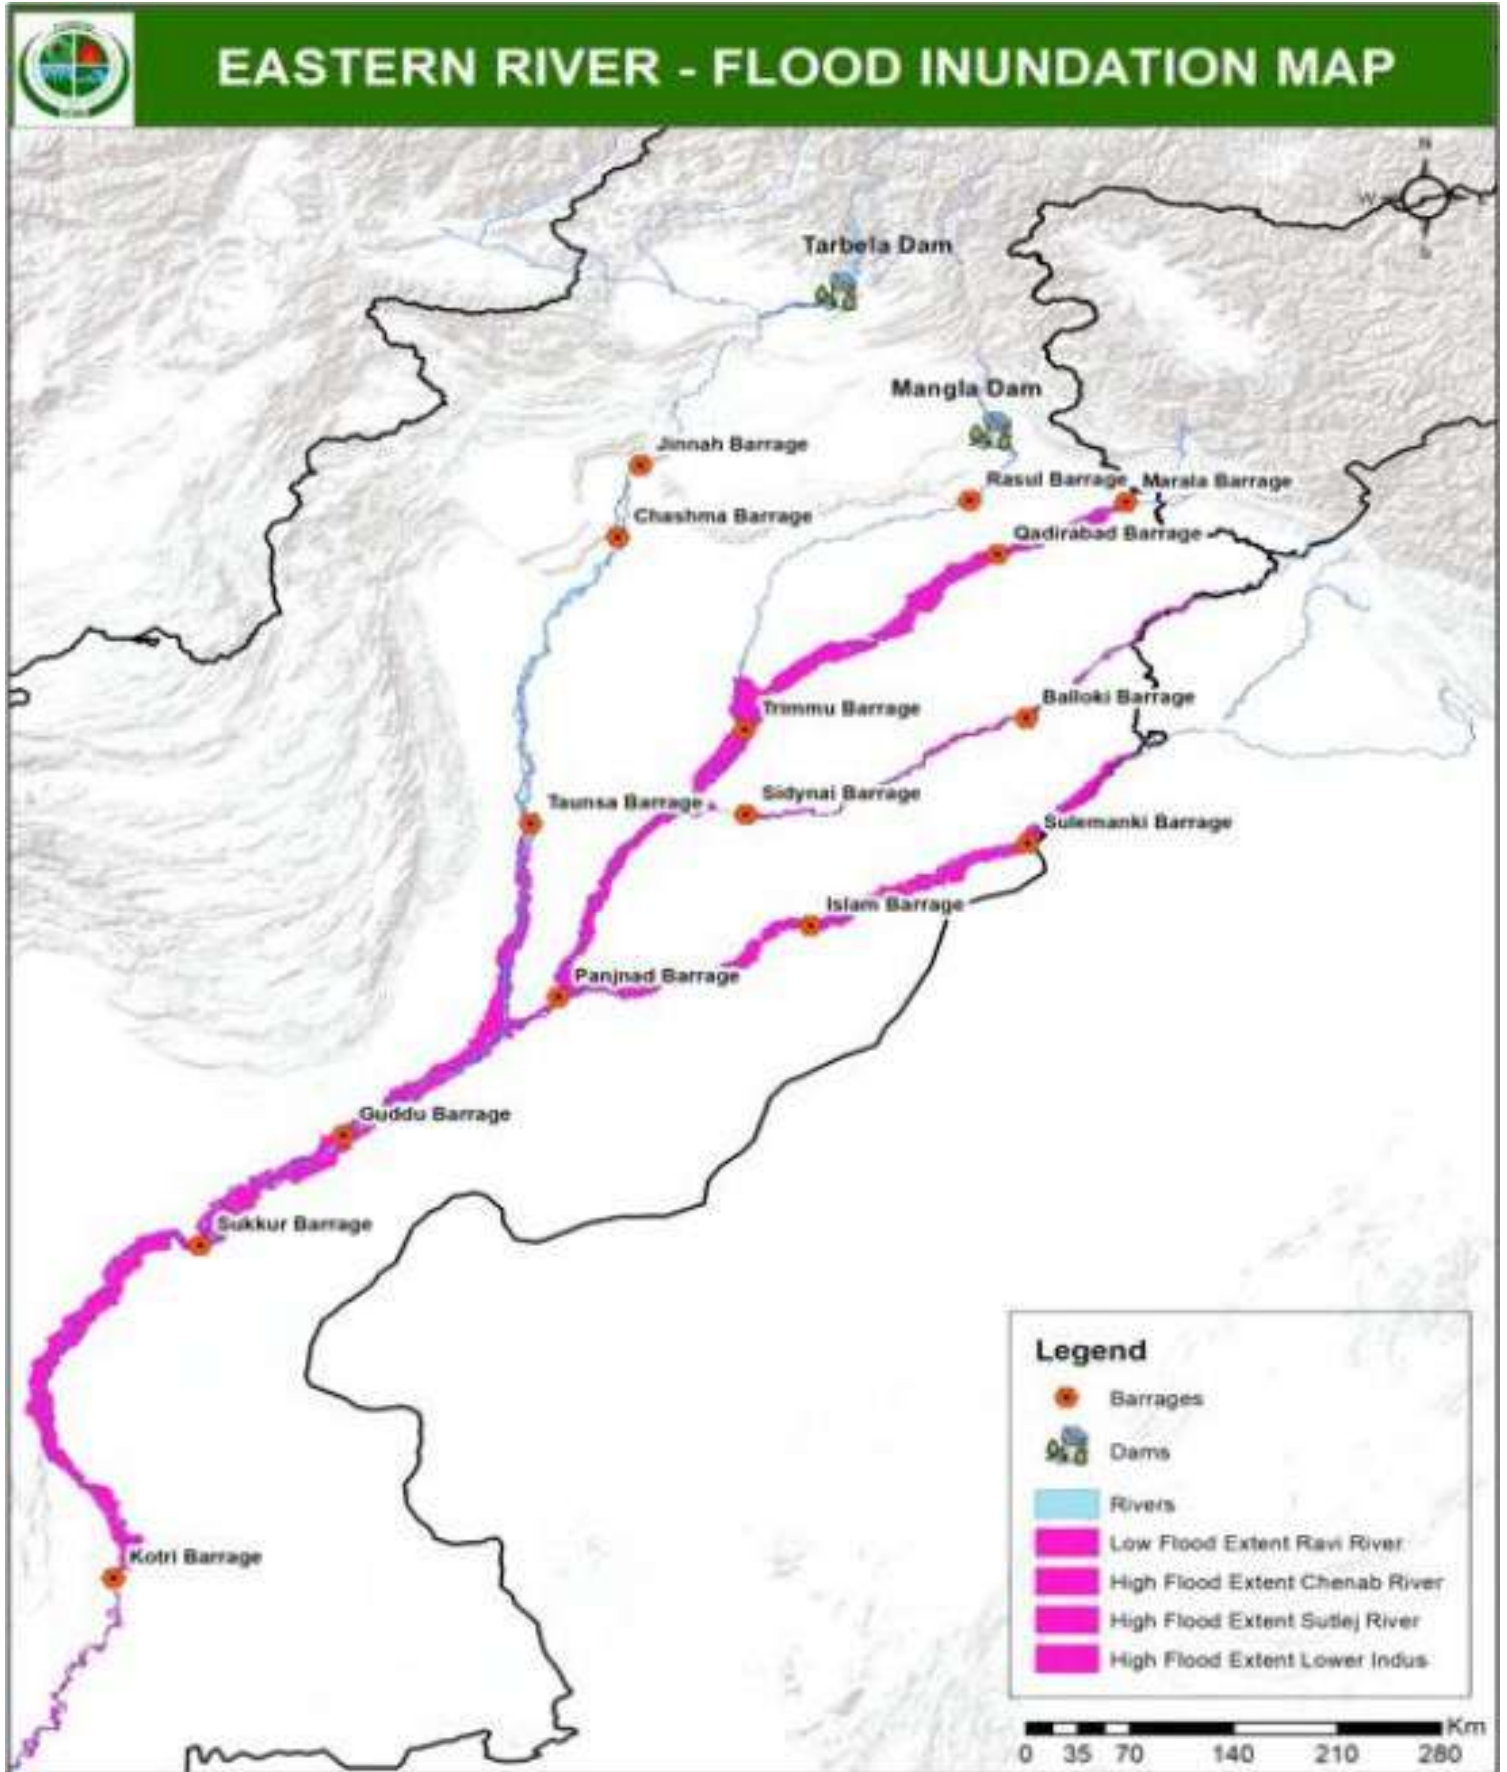 EASTERN RIVER - FLOOD INUNDATION MAP
N
W
S
Tarbela Dam
Mangla Dam
Jinnah Barrage
Rasul Barrage
Marala Barrage
Chashma Barrage
Qadirabad Barrage
Balloki Barrage
Trimmu Barrage
Sidynai Barrage
Taunsa Barrage
Sulemanki Barrage
Islam Barrage
Panjnad Barrage
Guddu Barrage
Sukkur Barrage
Kotri Barrage
Legend
Barrages
Dams
Rivers
Low Flood Extent Ravi River
High Flood Extent Chenab River
High Flood Extent Sutlej River
High Flood Extent Lower Indus
Km
0 35 70 140 210 280